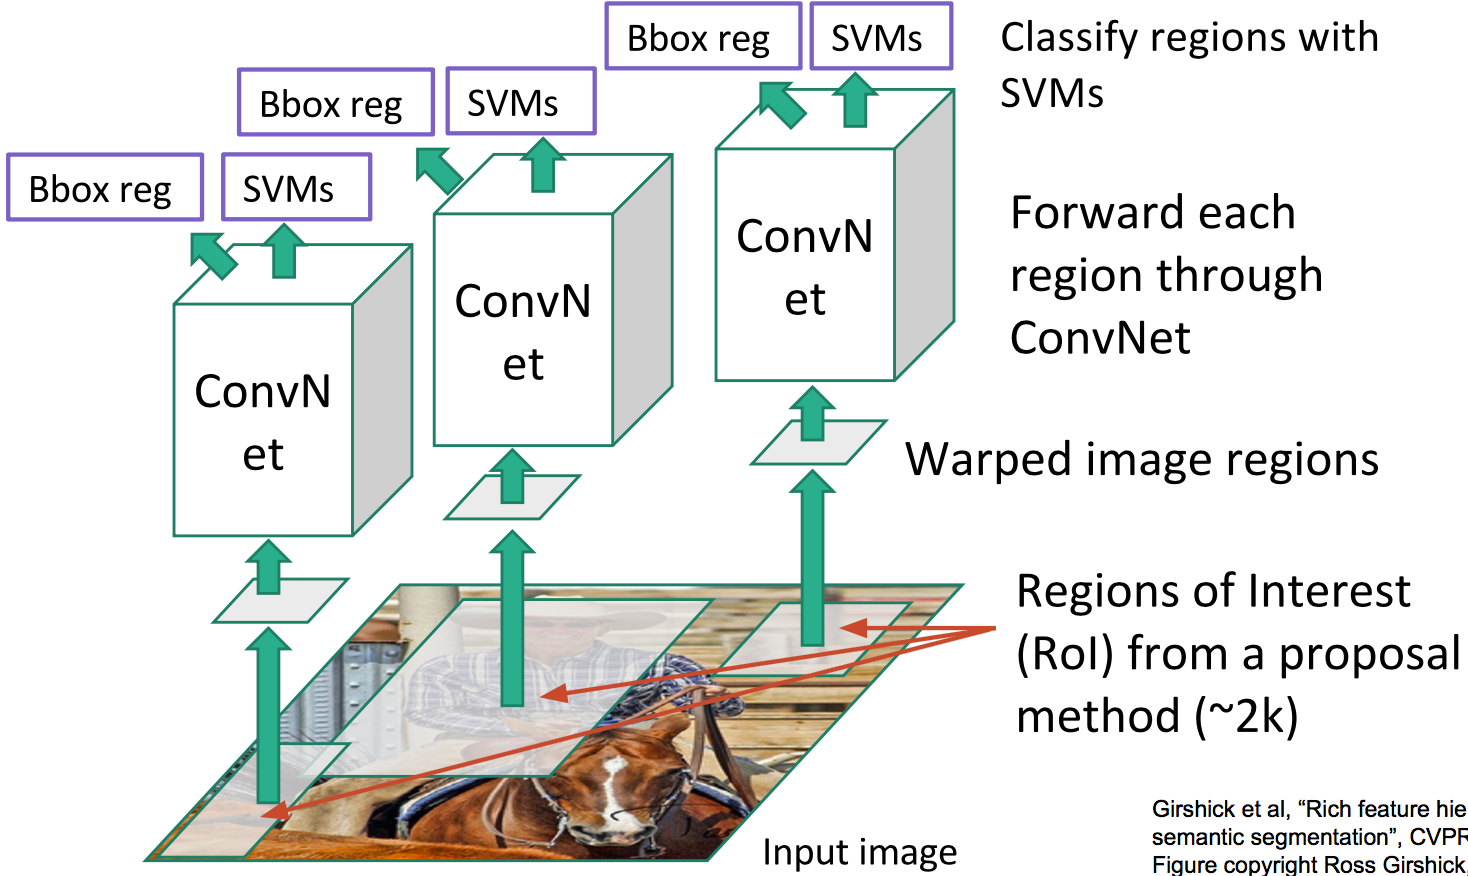 Bbox reg
SVMs
Classify regions with
SVMs
Bbox reg
SVMs
Bbox reg
SVMs
ConvN
et
ConvN
et
ConvN
et
Forward each
region through
ConvNet
Warped image regions
Regions of Interest
(RoI) from a proposal
method (~2k)
Input image
Girshick et al, “Rich feature hie
semantic segmentation”, CVPR
Figure copyright Ross Girshick,